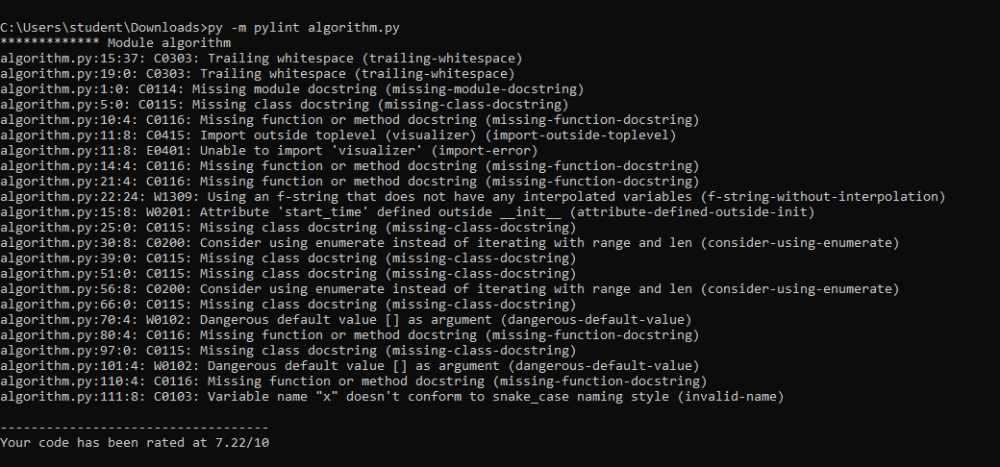 C:\Users\student\Downloads>py -m pylint algorithm.py
************* Module algorithm
algorithm.py:15:37: C0303: Trailing whitespace (trailing-whitespace)
algorithm.py:19:0: C0303: Trailing whitespace (trailing-whitespace)
algorithm.py:1:0: C0114: Missing module docstring (missing-module-docstring)
algorithm.py:5:0: C0115: Missing class docstring (missing-class-docstring)
algorithm.py:10:4: C0116: Missing function or method docstring (missing-function-docstring)
algorithm.py:11:8: C0415: Import outside toplevel (visualizer) (import-outside-toplevel)
algorithm.py:11:8: E0401: Unable to import 'visualizer' (import-error)
algorithm.py:14:4: C0116: Missing function or method docstring (missing-function-docstring)
algorithm.py:21:4: C0116: Missing function or method docstring (missing-function-docstring)
algorithm.py:22:24: W1309: Using an f-string that does not have any interpolated variables (f-string-without-interpolation)
algorithm.py:15:8: W0201: Attribute 'start_time' defined outside __init__ (attribute-defined-outside-init)
algorithm.py:25:0: C0115: Missing class docstring (missing-class-docstring)
algorithm.py:30:8: C0200: Consider using enumerate instead of iterating with range and len (consider-using-enumerate)
algorithm.py:39:0: C0115: Missing class docstring (missing-class-docstring)
algorithm.py:51:0: C0115: Missing class docstring (missing-class-docstring)
algorithm.py:56:8: C0200: Consider using enumerate instead of iterating with range and len (consider-using-enumerate)
algorithm.py:66:0: C0115: Missing class docstring (missing-class-docstring)
algorithm.py:70:4: W0102: Dangerous default value [] as argument (dangerous-default-value)
algorithm.py:80:4: C0116: Missing function or method docstring (missing-function-docstring)
algorithm.py:97:0: C0115: Missing class docstring (missing-class-docstring)
algorithm.py:101:4: W0102: Dangerous default value [] as argument (dangerous-default-value)
algorithm.py:110:4: C0116: Missing function or method docstring (missing-function-docstring)
algorithm.py:111:8: C0103: Variable name "x" doesn't conform to snake_case naming style (invalid-name)
-----------------------------------
Your code has been rated at 7.22/10